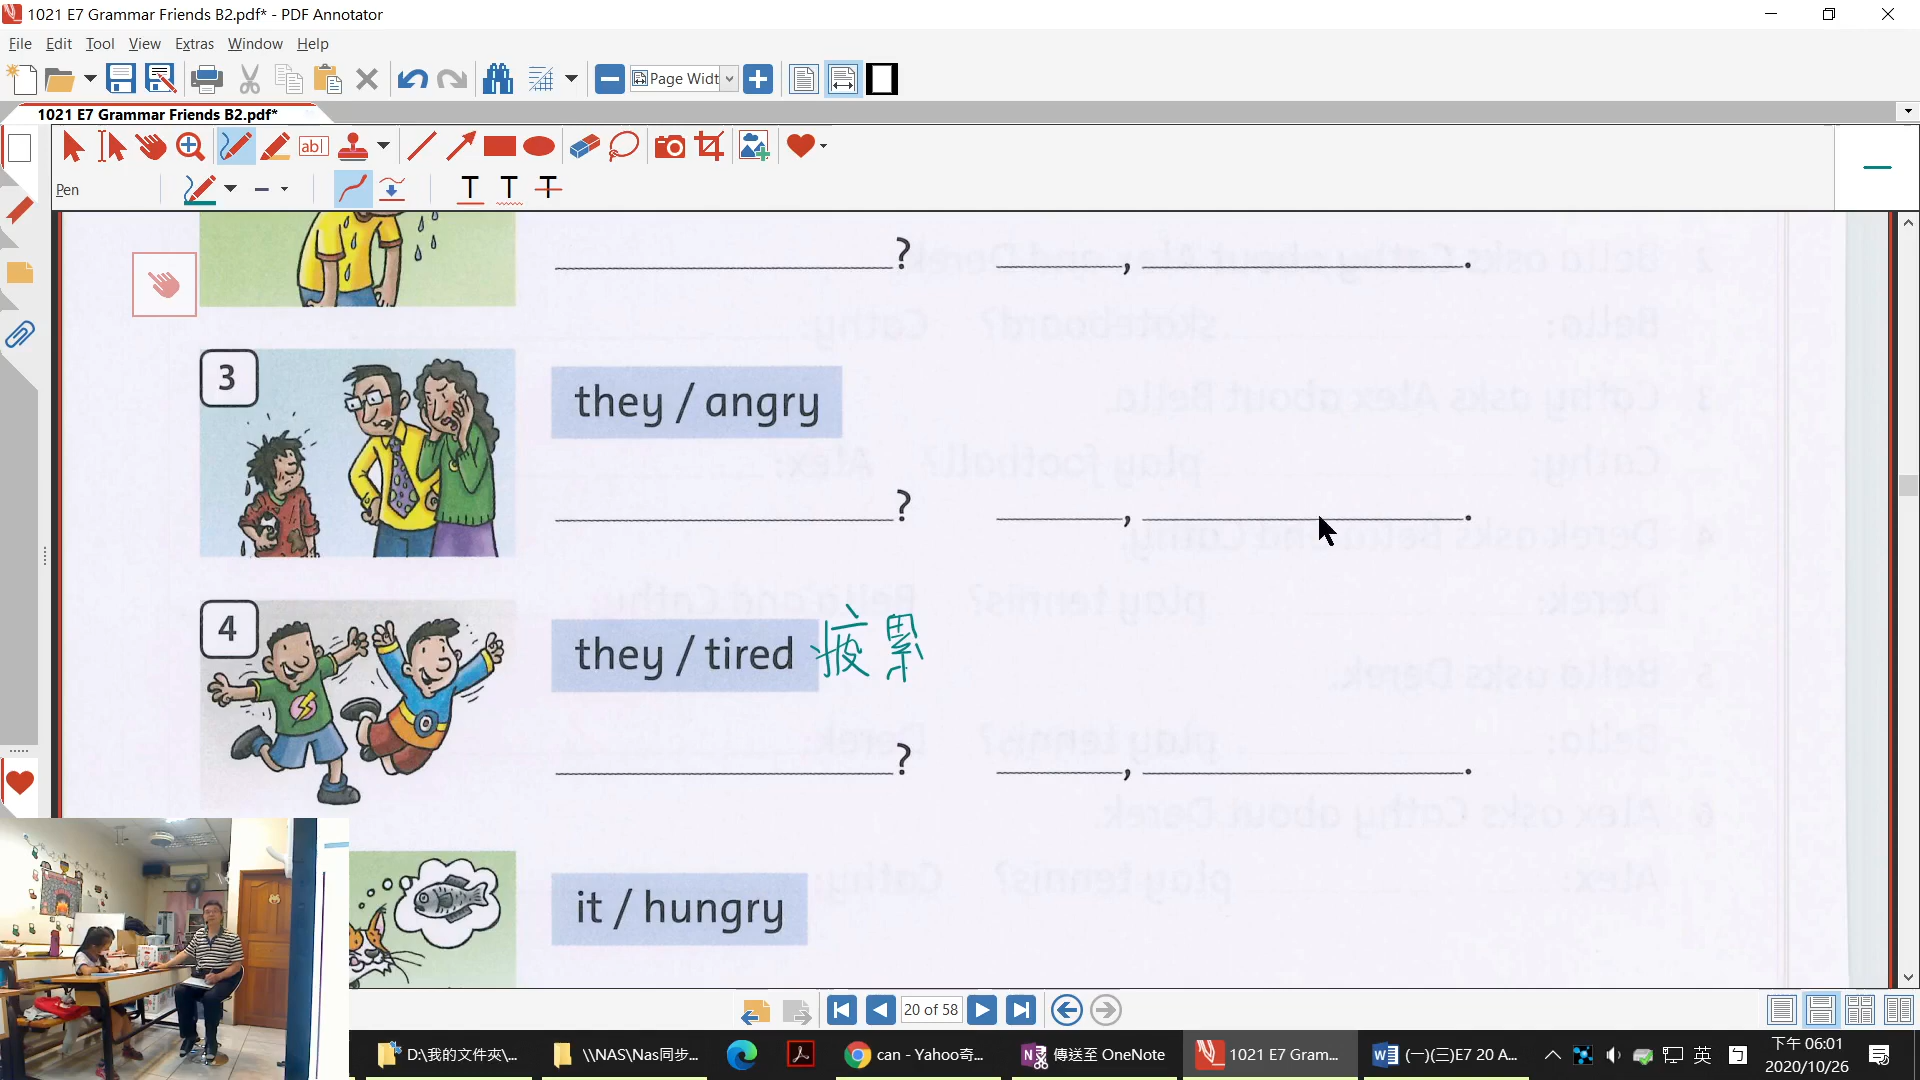 1021 E7 Grammar Friends B2.pdf* - PDF Annotator
File Edit Tool View Extras Window Help
Page Widt
1021 E7 Grammar Friends B2.pdf*
ab|
Pen
T T T
? , .
3
they / angry
? , .
4
they / tired 疲累
? , .
it / hungry
20 of 58
D:\我的文件夾\... \\NAS\Nas同步... can - Yahoo奇... 傳送至 OneNote 1021 E7 Gram... (一)(三)E7 20 A... 英 下午 06:01
2020/10/26